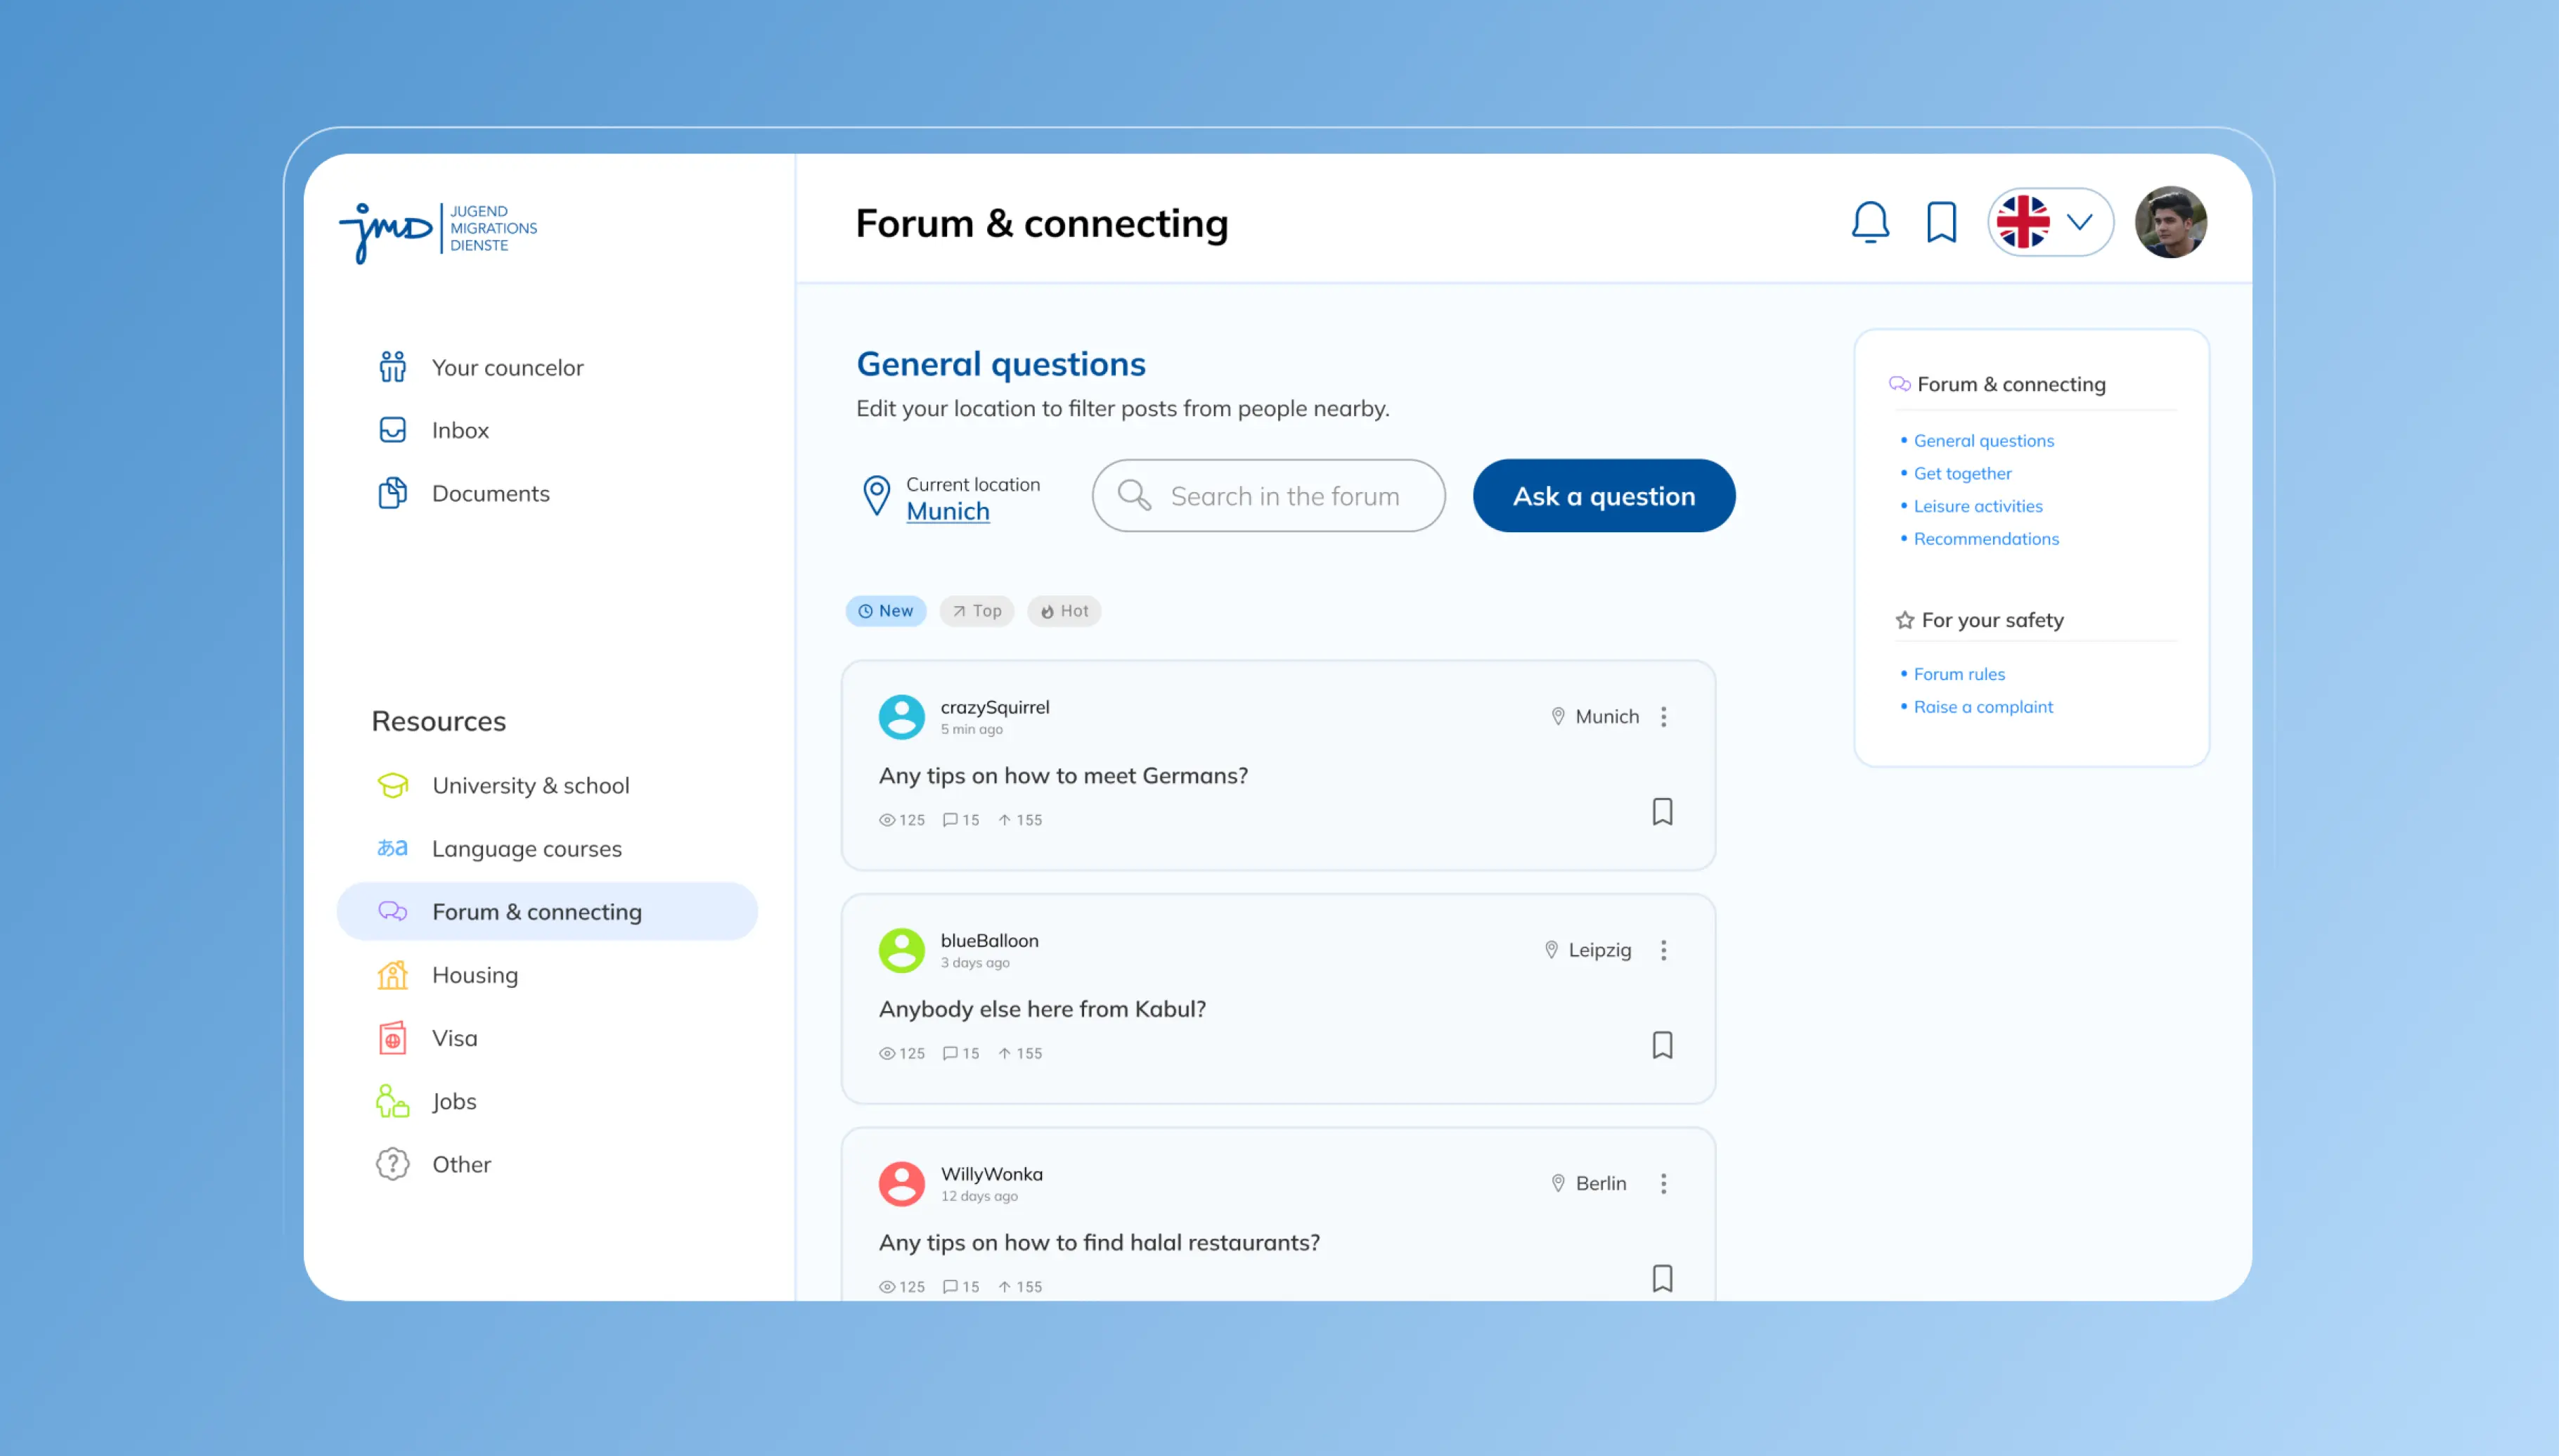 jmD
JUGEND
MIGRATIONS
DIENSTE
Your councelor
Inbox
Documents
Resources
University & school
あa
Language courses
Forum & connecting
Housing
Visa
Jobs
?
Other
Forum & connecting
General questions
Edit your location to filter posts from people nearby.
Current location
Munich
Search in the forum
Ask a question
New
Top
Hot
crazySquirrel
5 min ago
Munich
Any tips on how to meet Germans?
125 15 155
blueBalloon
3 days ago
Leipzig
Anybody else here from Kabul?
125 15 155
WillyWonka
12 days ago
Berlin
Any tips on how to find halal restaurants?
125 15 155
Forum & connecting
• General questions
• Get together
• Leisure activities
• Recommendations
For your safety
• Forum rules
• Raise a complaint